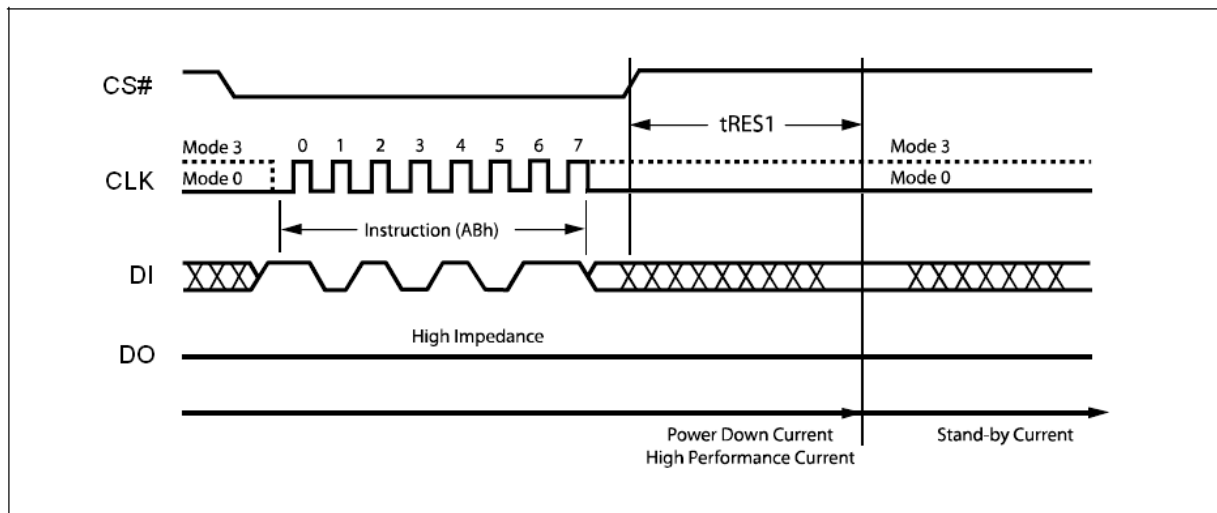 CS#
tRES1
Mode 3
0 1 2 3 4 5 6 7
Mode 3
CLK
Mode 0
Mode 0
Instruction (ABh)
DI
High Impedance
DO
Power Down Current
High Performance Current
Stand-by Current